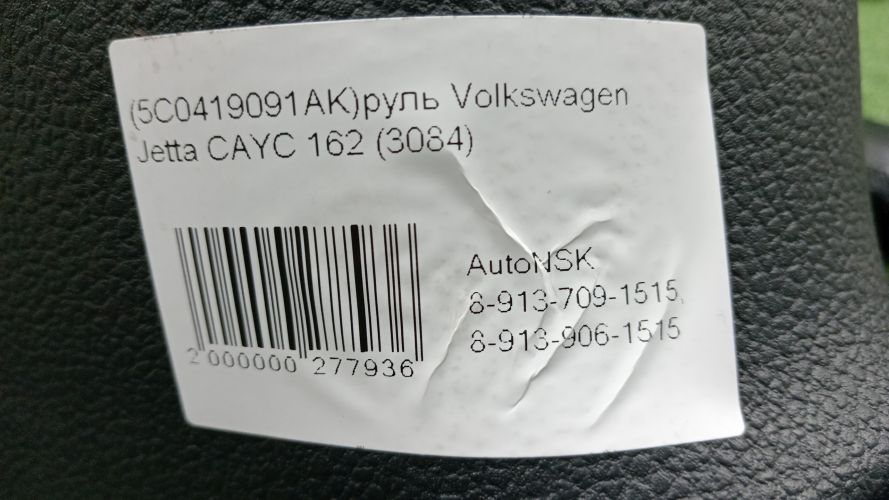 (5C0419091AK)руль Volkswagen
Jetta CAYC 162 (3084)
AutoNSK
8-913-709-1515,
8-913-906-1515
2 000000 277936